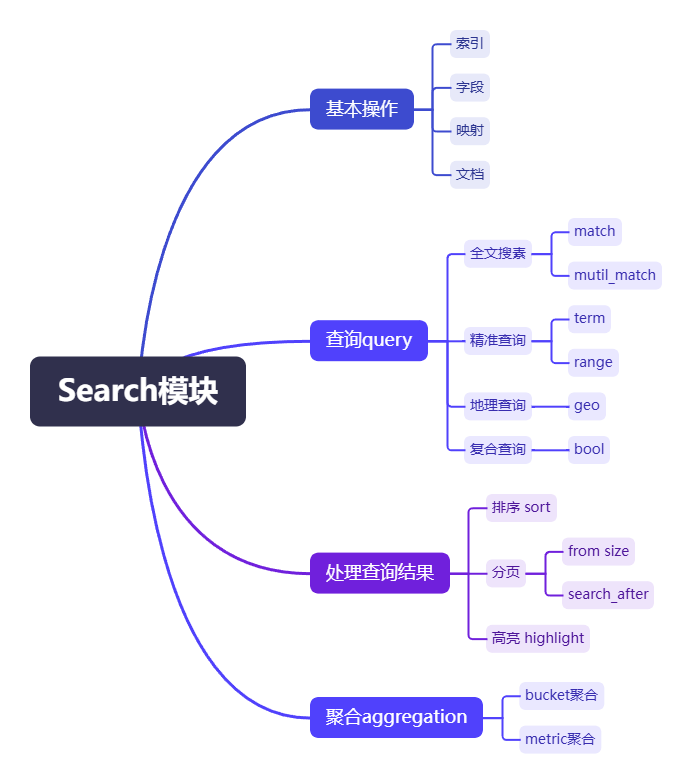 Search模块
基本操作
索引
字段
映射
文档
查询query
全文搜素
match
mutil_match
精准查询
term
range
地理查询
geo
复合查询
bool
处理查询结果
排序 sort
分页
from size
search_after
高亮 highlight
聚合aggregation
bucket聚合
metric聚合